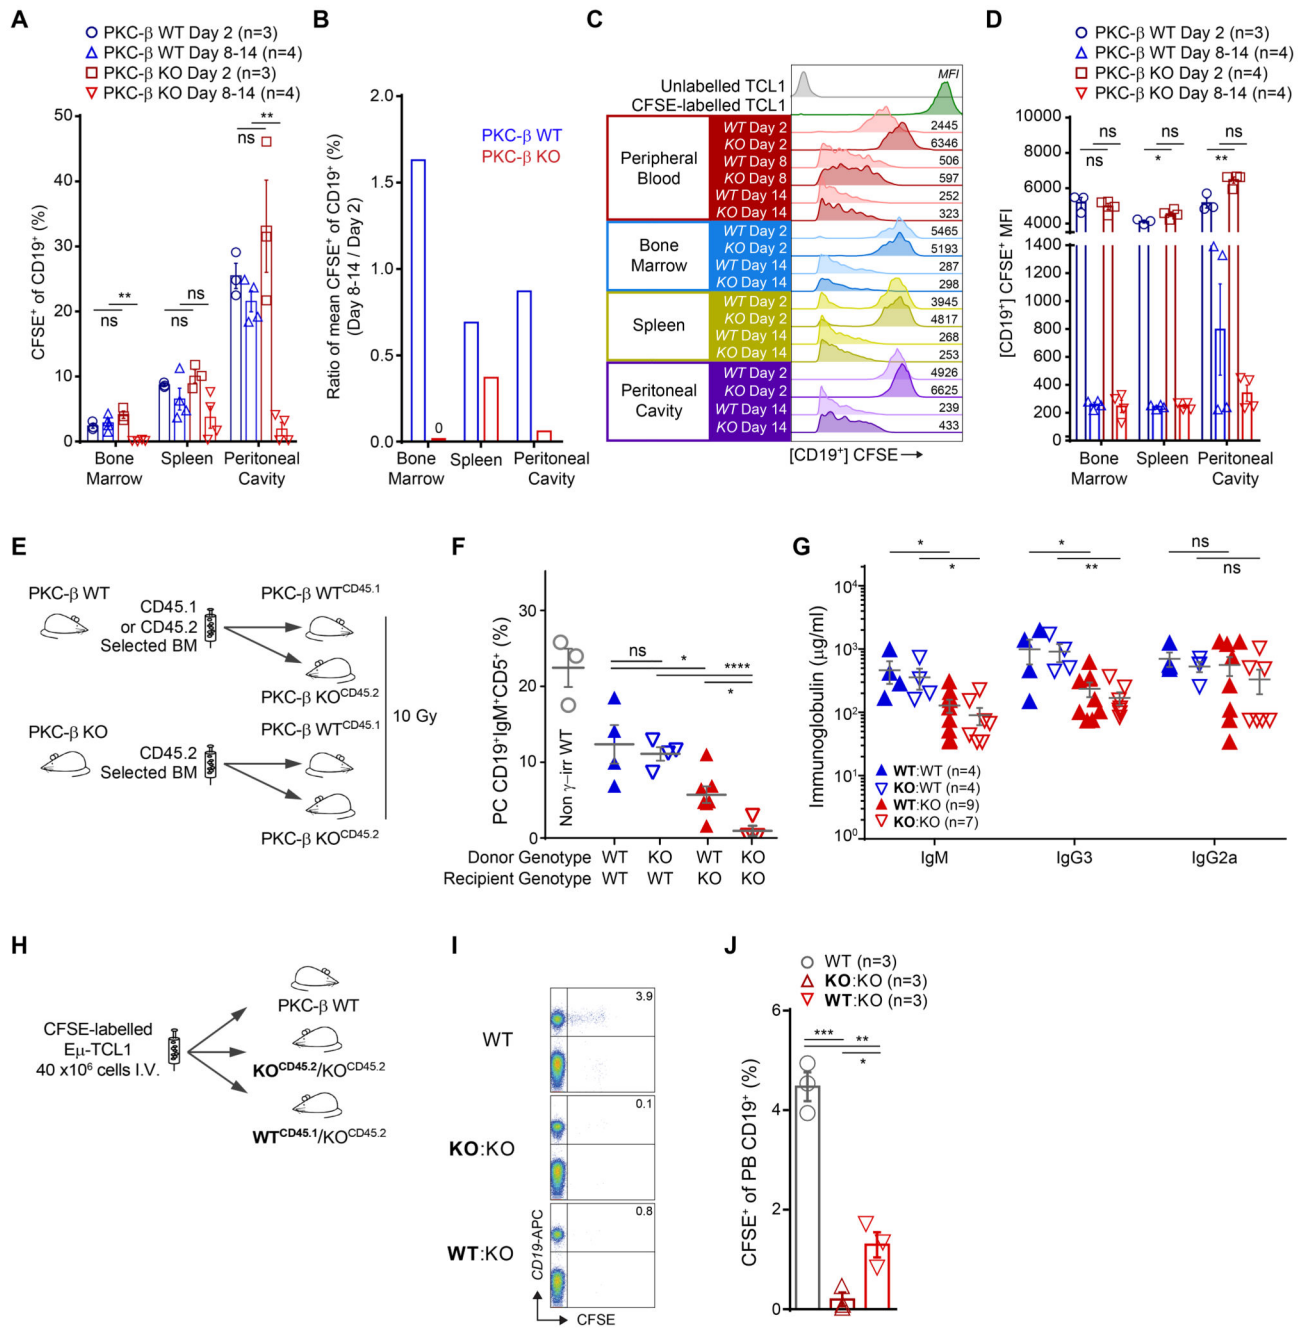 A
PKC-β WT Day 2 (n=3)
PKC-β WT Day 8-14 (n=4)
PKC-β KO Day 2 (n=3)
PKC-β KO Day 8-14 (n=4)
CFSE⁺ of CD19⁺ (%)
50
40
30
20
10
0
ns
**
ns
ns
ns
**
Bone Marrow
Spleen
Peritoneal Cavity
B
Ratio of mean CFSE⁺ of CD19⁺ (%)
(Day 8-14 / Day 2)
2.0
1.5
1.0
0.5
0.0
PKC-β WT
PKC-β KO
0
Bone Marrow
Spleen
Peritoneal Cavity
C
MFI
Unlabelled TCL1
CFSE-labelled TCL1
Peripheral Blood
WT Day 2 2445
KO Day 2 6346
WT Day 8 506
KO Day 8 597
WT Day 14 252
KO Day 14 323
Bone Marrow
WT Day 2 5465
KO Day 2 5193
WT Day 14 287
KO Day 14 298
Spleen
WT Day 2 3945
KO Day 2 4817
WT Day 14 268
KO Day 14 253
Peritoneal Cavity
WT Day 2 4926
KO Day 2 6625
WT Day 14 239
KO Day 14 433
[CD19⁺] CFSE
D
PKC-β WT Day 2 (n=3)
PKC-β WT Day 8-14 (n=4)
PKC-β KO Day 2 (n=4)
PKC-β KO Day 8-14 (n=4)
[CD19⁺] CFSE⁺ MFI
10000
8000
6000
4000
1400
1200
1000
800
600
400
200
0
ns
ns
ns
*
ns
**
Bone Marrow
Spleen
Peritoneal Cavity
E
PKC-β WT
CD45.1
or CD45.2
Selected BM
PKC-β WT^CD45.1
PKC-β KO^CD45.2
PKC-β KO
CD45.2
Selected BM
PKC-β WT^CD45.1
PKC-β KO^CD45.2
10 Gy
F
PC CD19⁺IgM⁺CD5⁺ (%)
30
20
10
0
Non γ-irr WT
ns
*
****
*
Donor Genotype WT KO WT KO
Recipient Genotype WT WT KO KO
G
Immunoglobulin (μg/ml)
10⁴
10³
10²
10¹
10⁰
*
*
*
**
ns
ns
WT:WT (n=4)
KO:WT (n=4)
WT:KO (n=9)
KO:KO (n=7)
IgM
IgG3
IgG2a
H
CFSE-labelled
Eμ-TCL1
40 x10⁶ cells I.V.
PKC-β WT
KO^CD45.2/KO^CD45.2
WT^CD45.1/KO^CD45.2
I
WT
3.9
KO:KO
0.1
WT:KO
0.8
CD19-APC
CFSE
J
WT (n=3)
KO:KO (n=3)
WT:KO (n=3)
CFSE⁺ of PB CD19⁺ (%)
6
4
2
0
***
**
*